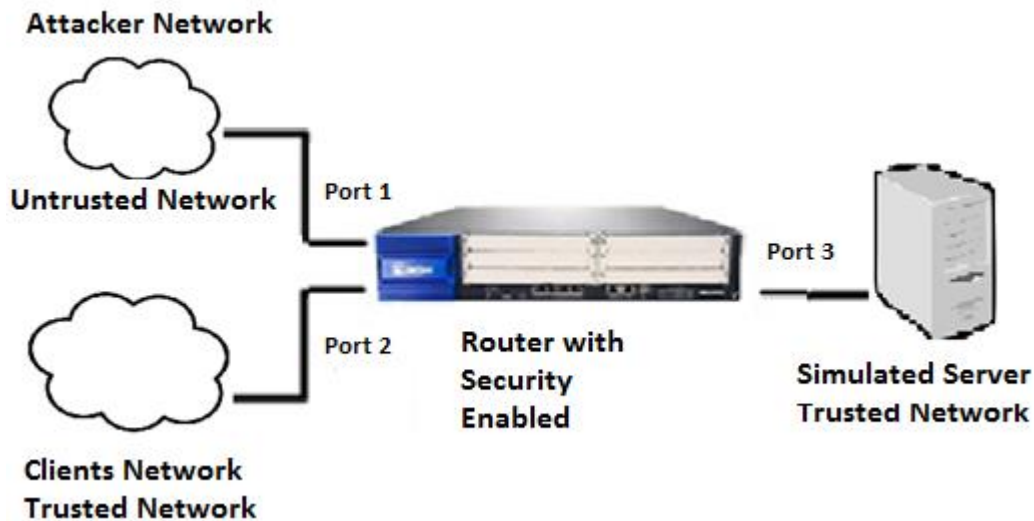 Attacker Network
Untrusted Network
Port 1
Port 2
Port 3
Router with
Security
Enabled
Simulated Server
Trusted Network
Clients Network
Trusted Network